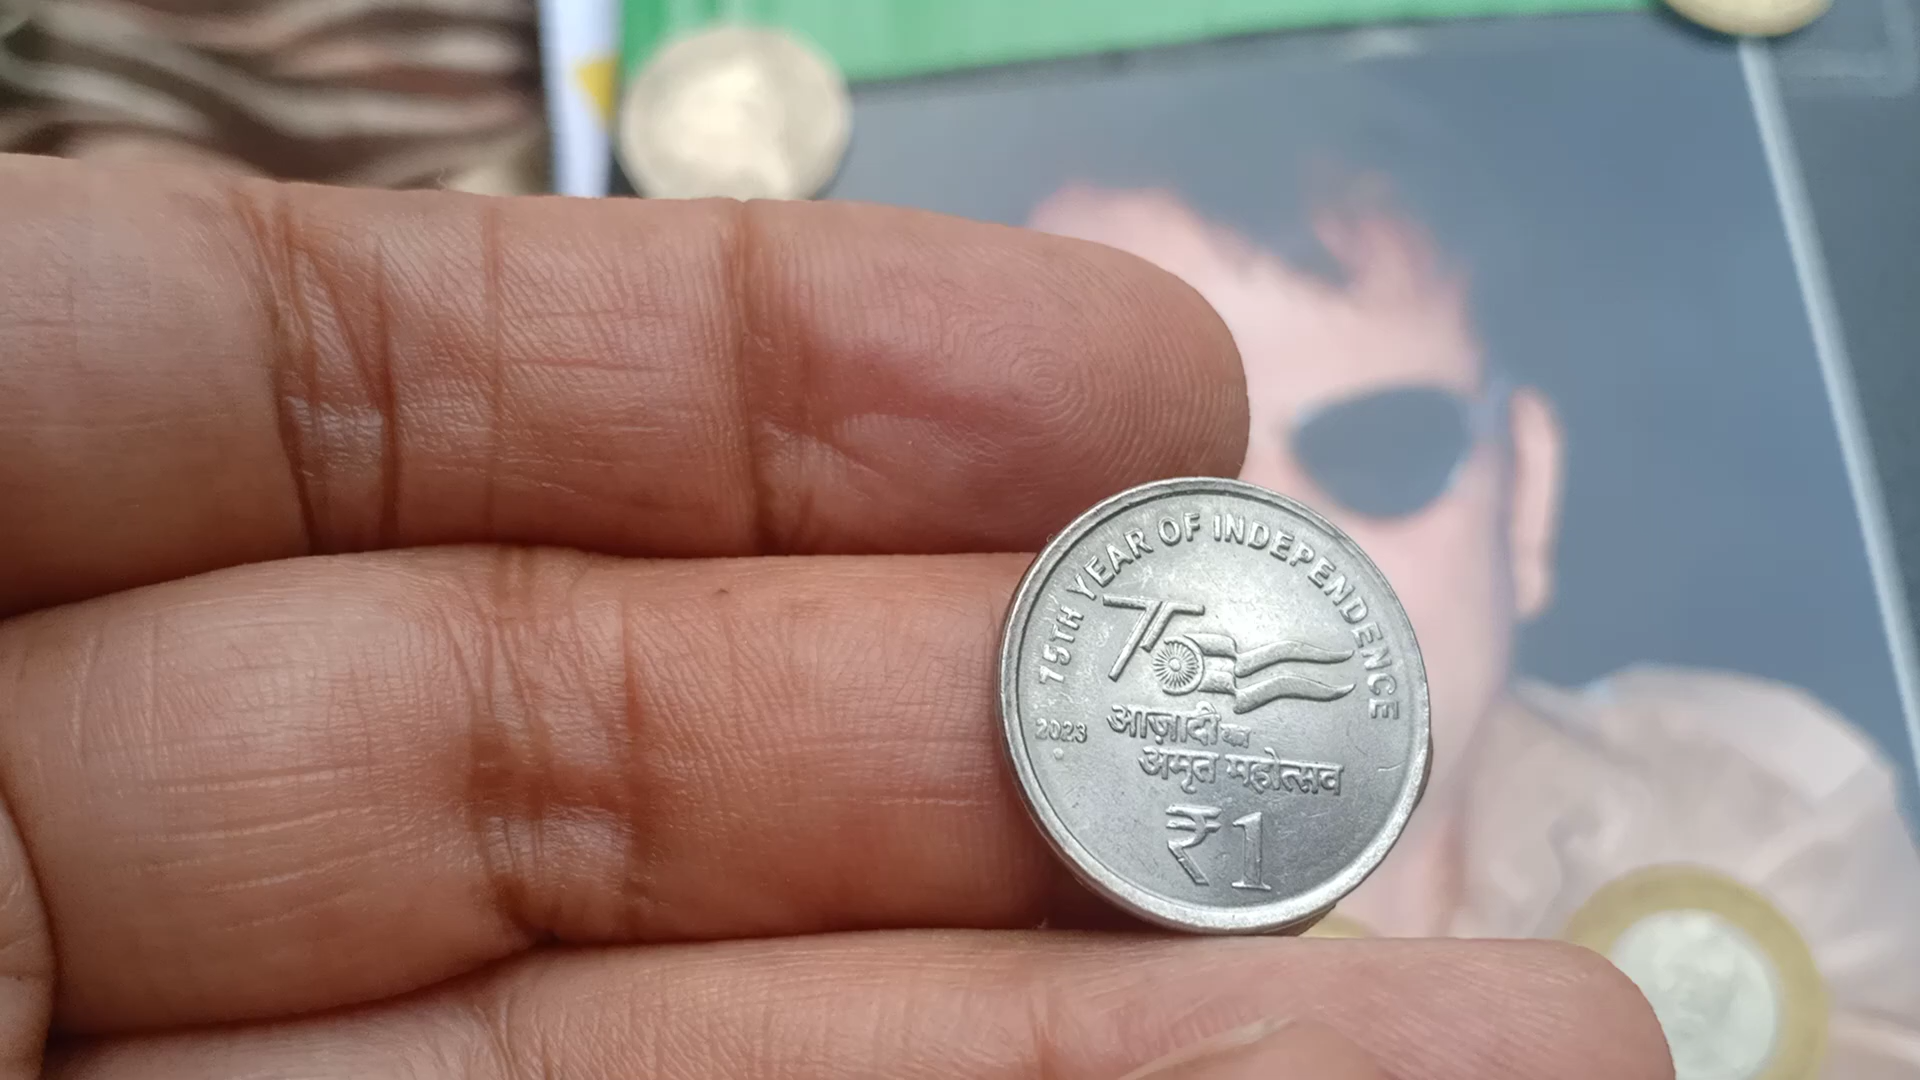 75TH YEAR OF INDEPENDENCE
75
2023
आज़ादी का
अमृत महोत्सव
₹1